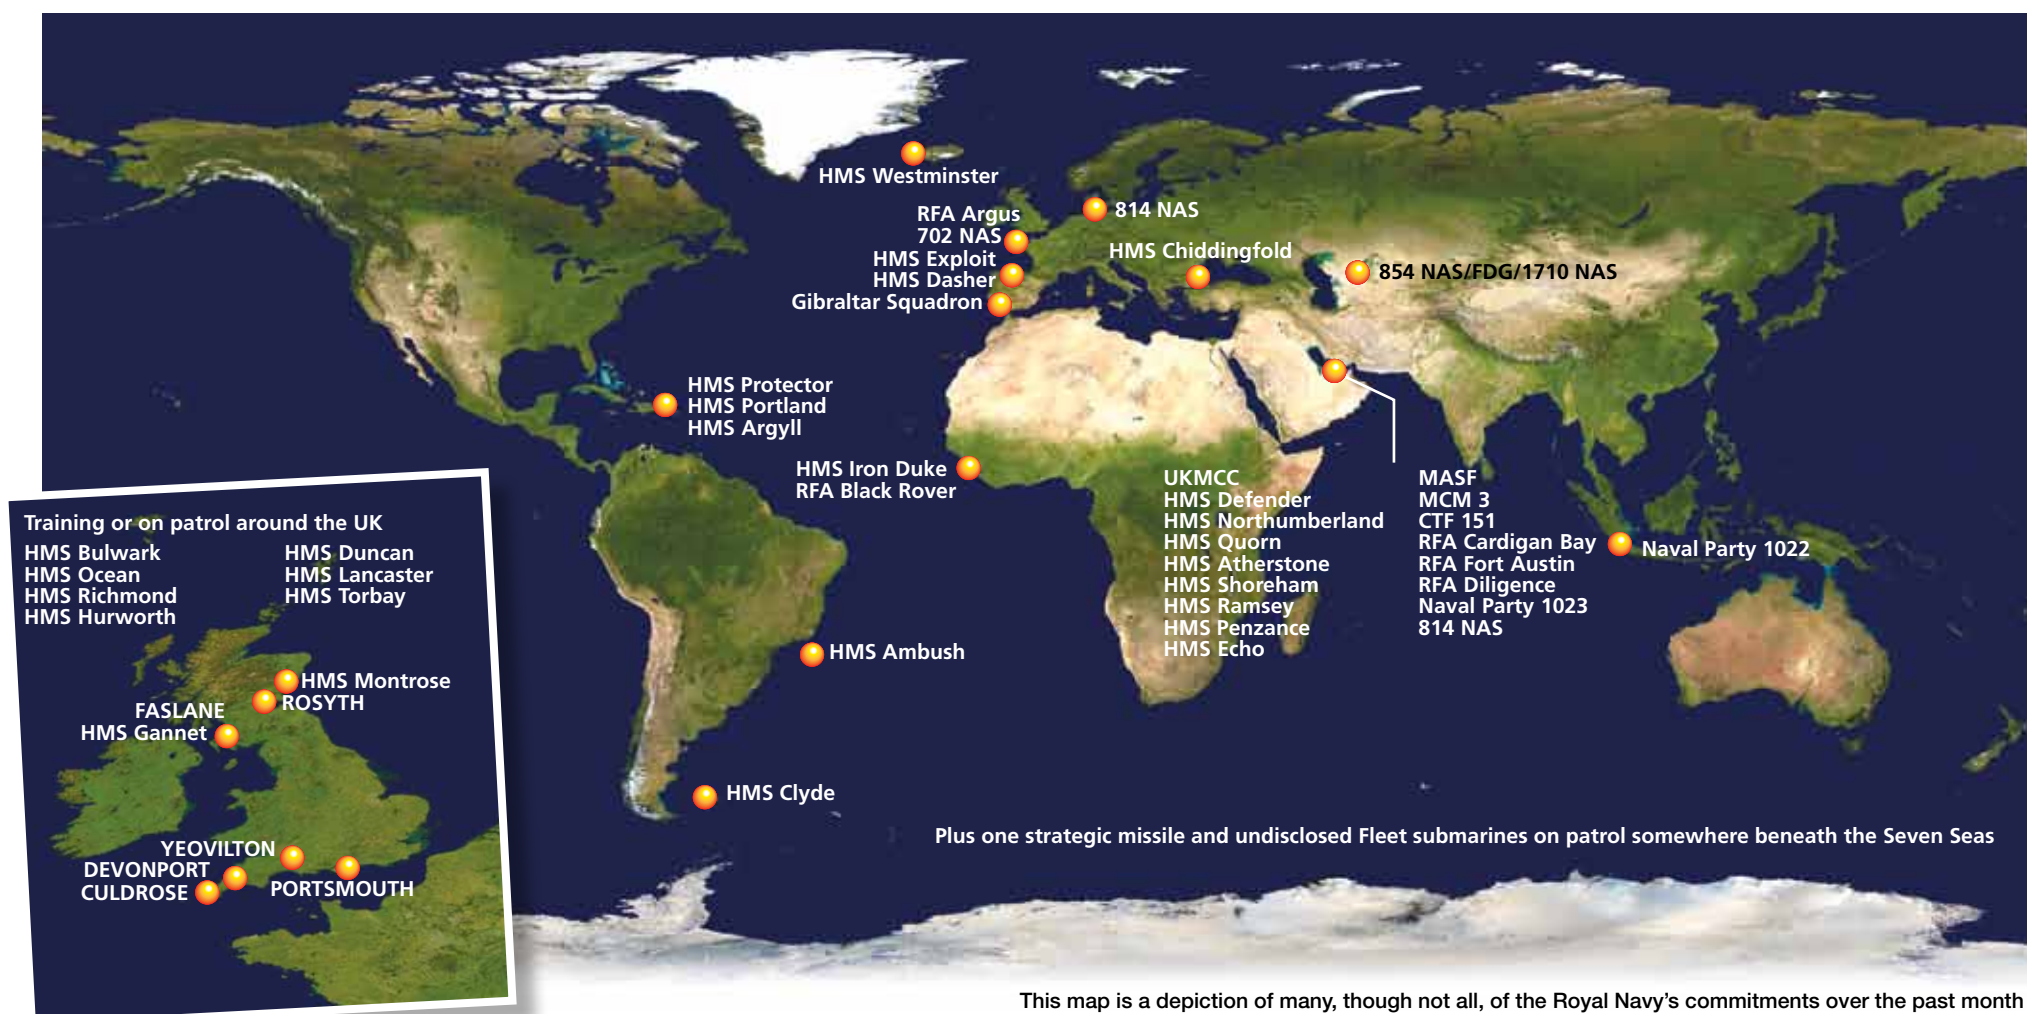 HMS Westminster
RFA Argus
702 NAS
HMS Exploit
HMS Dasher
Gibraltar Squadron
814 NAS
HMS Chiddingfold
854 NAS/FDG/1710 NAS
HMS Protector
HMS Portland
HMS Argyll
HMS Iron Duke
RFA Black Rover
UKMCC
HMS Defender
HMS Northumberland
HMS Quorn
HMS Atherstone
HMS Shoreham
HMS Ramsey
HMS Penzance
HMS Echo
MASF
MCM 3
CTF 151
RFA Cardigan Bay
RFA Fort Austin
RFA Diligence
Naval Party 1023
814 NAS
Naval Party 1022
HMS Ambush
HMS Clyde
Plus one strategic missile and undisclosed Fleet submarines on patrol somewhere beneath the Seven Seas
Training or on patrol around the UK
HMS Bulwark
HMS Ocean
HMS Richmond
HMS Hurworth
HMS Duncan
HMS Lancaster
HMS Torbay
HMS Montrose
ROSYTH
FASLANE
HMS Gannet
YEOVILTON
DEVONPORT
CULDROSE
PORTSMOUTH
This map is a depiction of many, though not all, of the Royal Navy's commitments over the past month